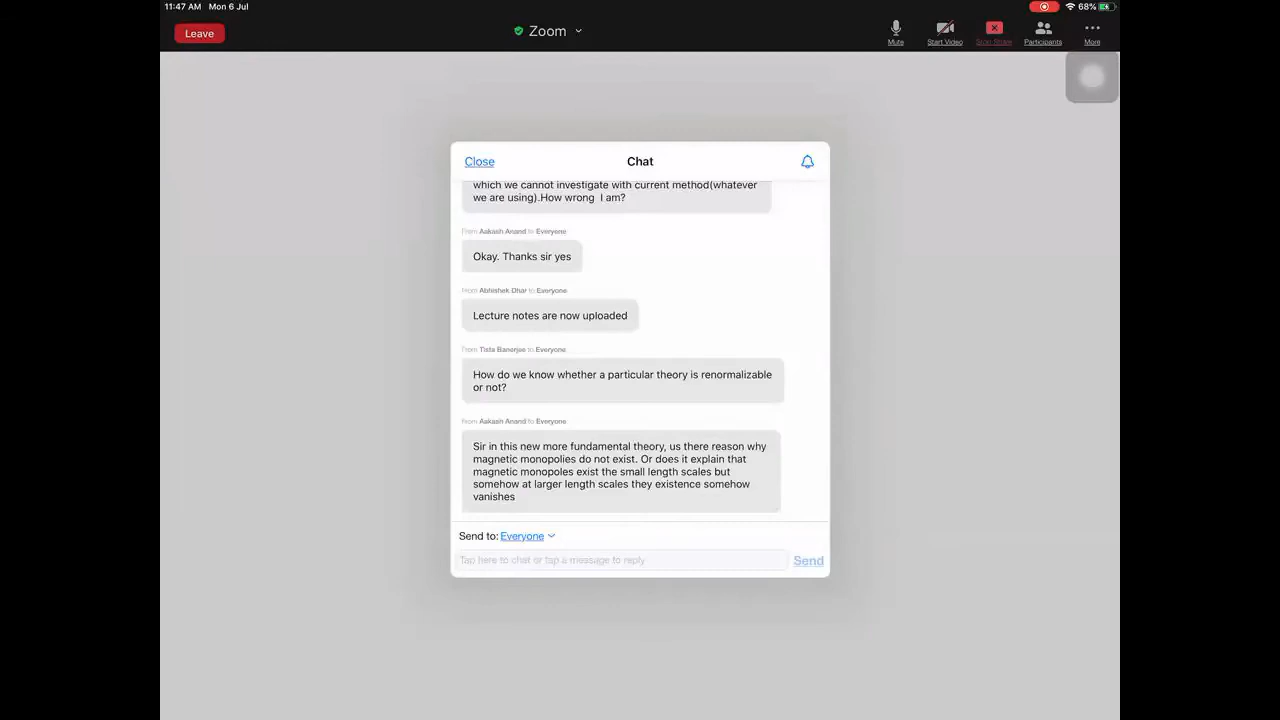 11:47 AM Mon 6 Jul
68%
Leave
Zoom
Mute
Start Video
Stop Share
Participants
More
Close
Chat
which we cannot investigate with current method(whatever
we are using).How wrong I am?
From Aakash Anand to Everyone
Okay. Thanks sir yes
From Abhishek Dhar to Everyone
Lecture notes are now uploaded
From Tista Banerjee to Everyone
How do we know whether a particular theory is renormalizable
or not?
From Aakash Anand to Everyone
Sir in this new more fundamental theory, us there reason why
magnetic monopolies do not exist. Or does it explain that
magnetic monopoles exist the small length scales but
somehow at larger length scales they existence somehow
vanishes
Send to: Everyone
Tap here to chat or tap a message to reply
Send